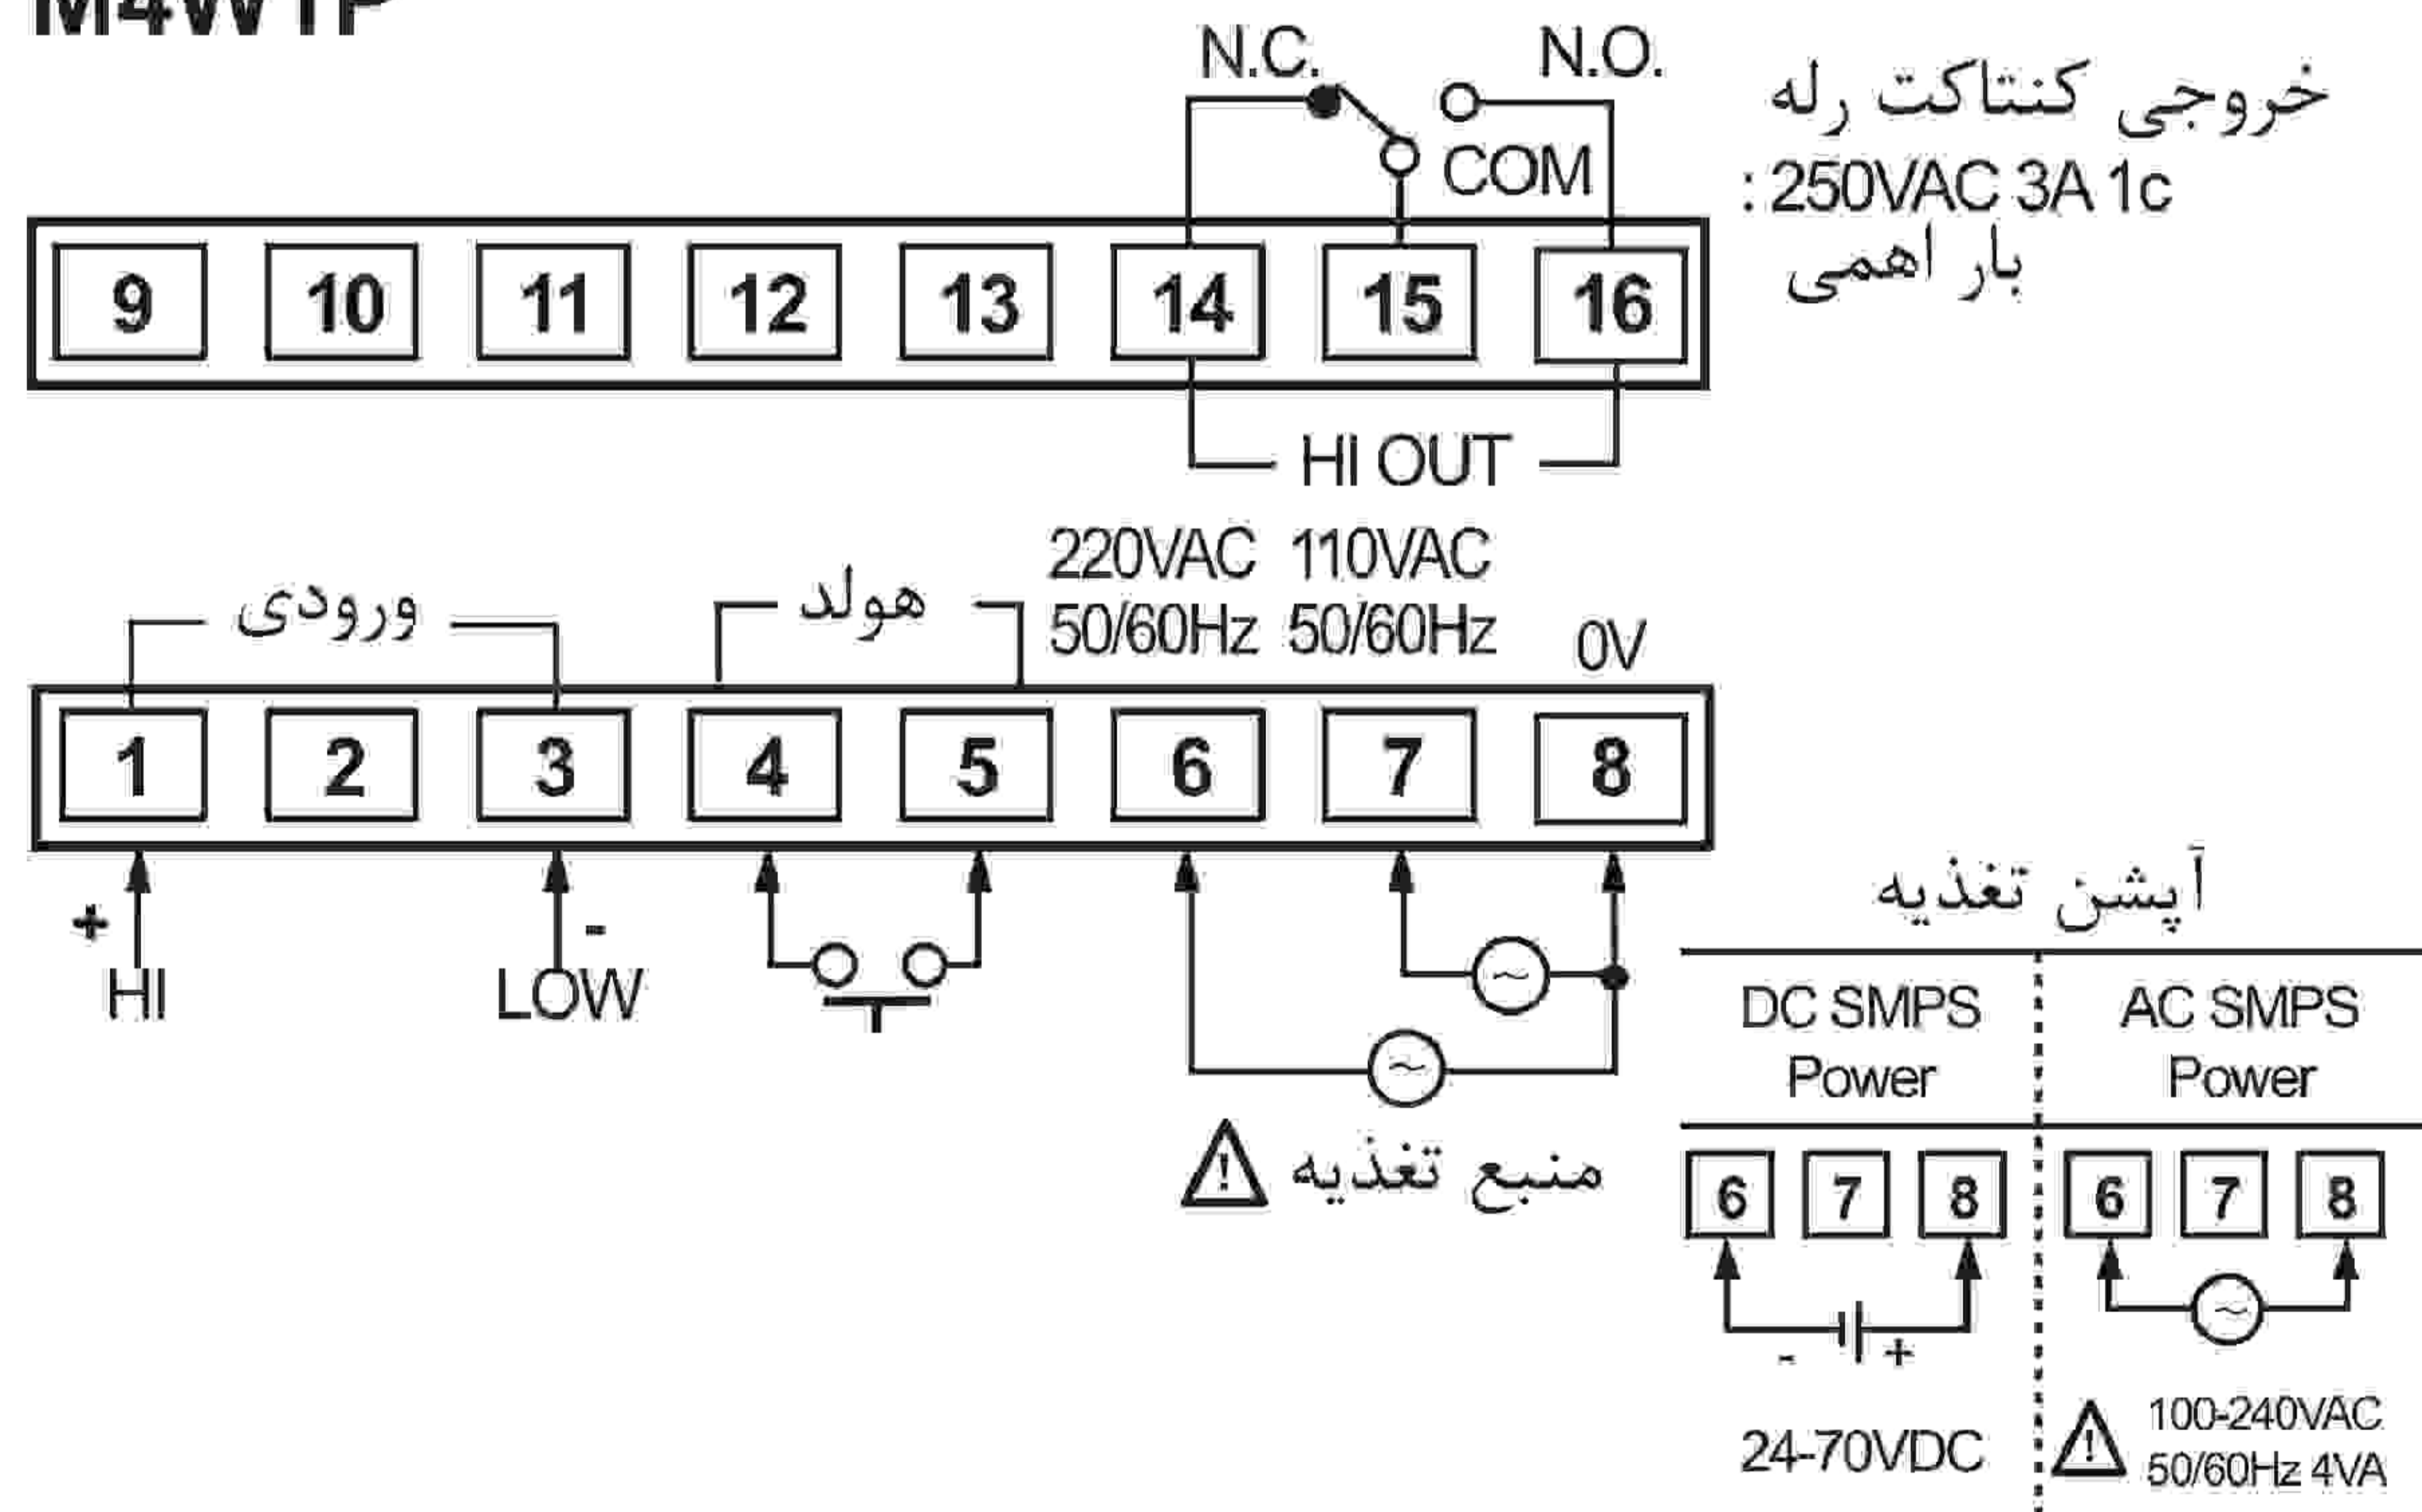 M4W1P
N.C. N.O.
COM
خروجی کنتاکت رله
: 250VAC 3A 1c
بار اهمی
9 10 11 12 13 14 15 16
HI OUT
220VAC 110VAC
50/60Hz 50/60Hz 0V
ورودی هولد
1 2 3 4 5 6 7 8
+ -
HI LOW
منبع تغذیه
آپشن تغذیه
DC SMPS
Power
6 7 8
- +
24-70VDC
AC SMPS
Power
6 7 8
100-240VAC
50/60Hz 4VA